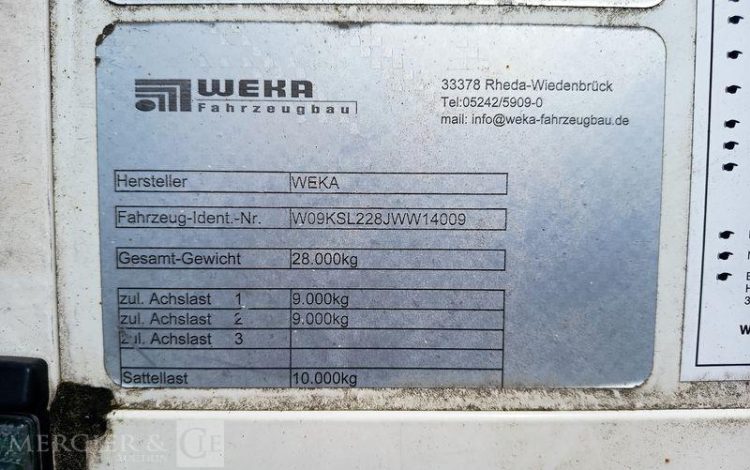 WEKA
Fahrzeugbau
33378 Rheda-Wiedenbrück
Tel:05242/5909-0
mail: info@weka-fahrzeugbau.de
Hersteller WEKA
Fahrzeug-Ident.-Nr. W09KSL228JWW14009
Gesamt-Gewicht 28.000kg
zul. Achslast 1 9.000kg
zul. Achslast 2 9.000kg
zul. Achslast 3
Sattellast 10.000kg
MERCIER & CIE